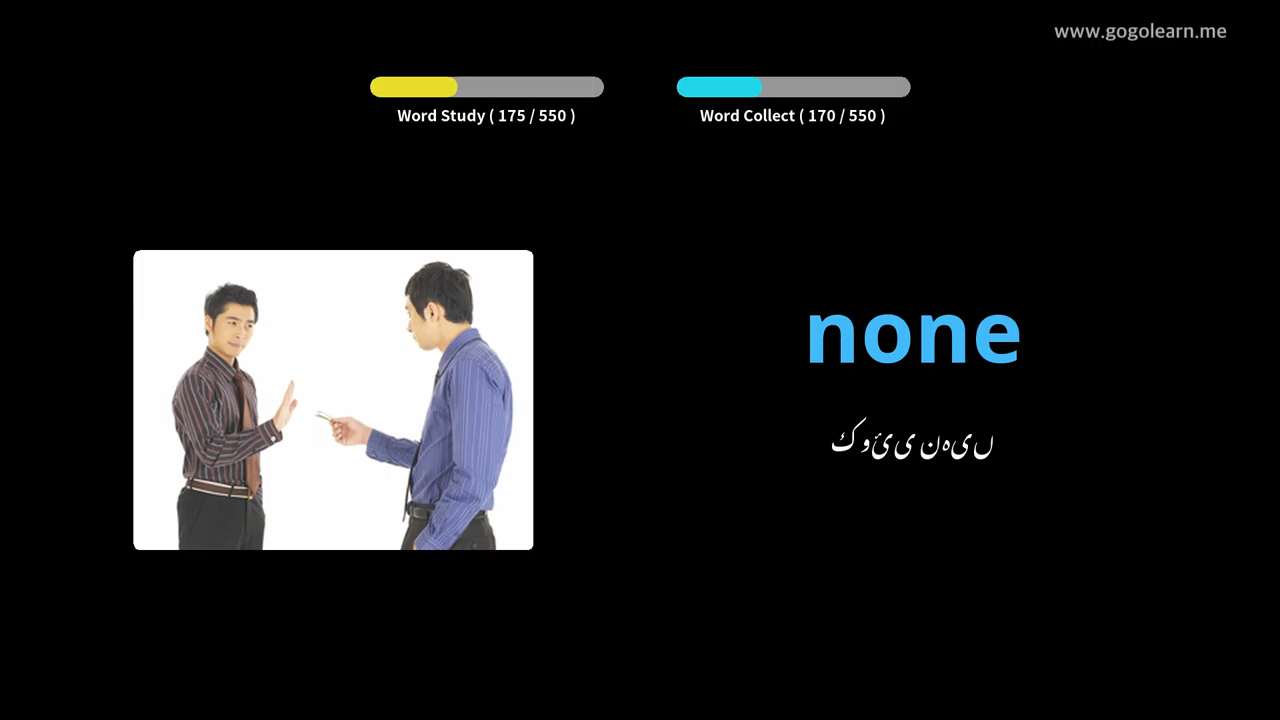 www.gogolearn.me
Word Study ( 175 / 550 )
Word Collect ( 170 / 550 )
none
کوئی نہیں